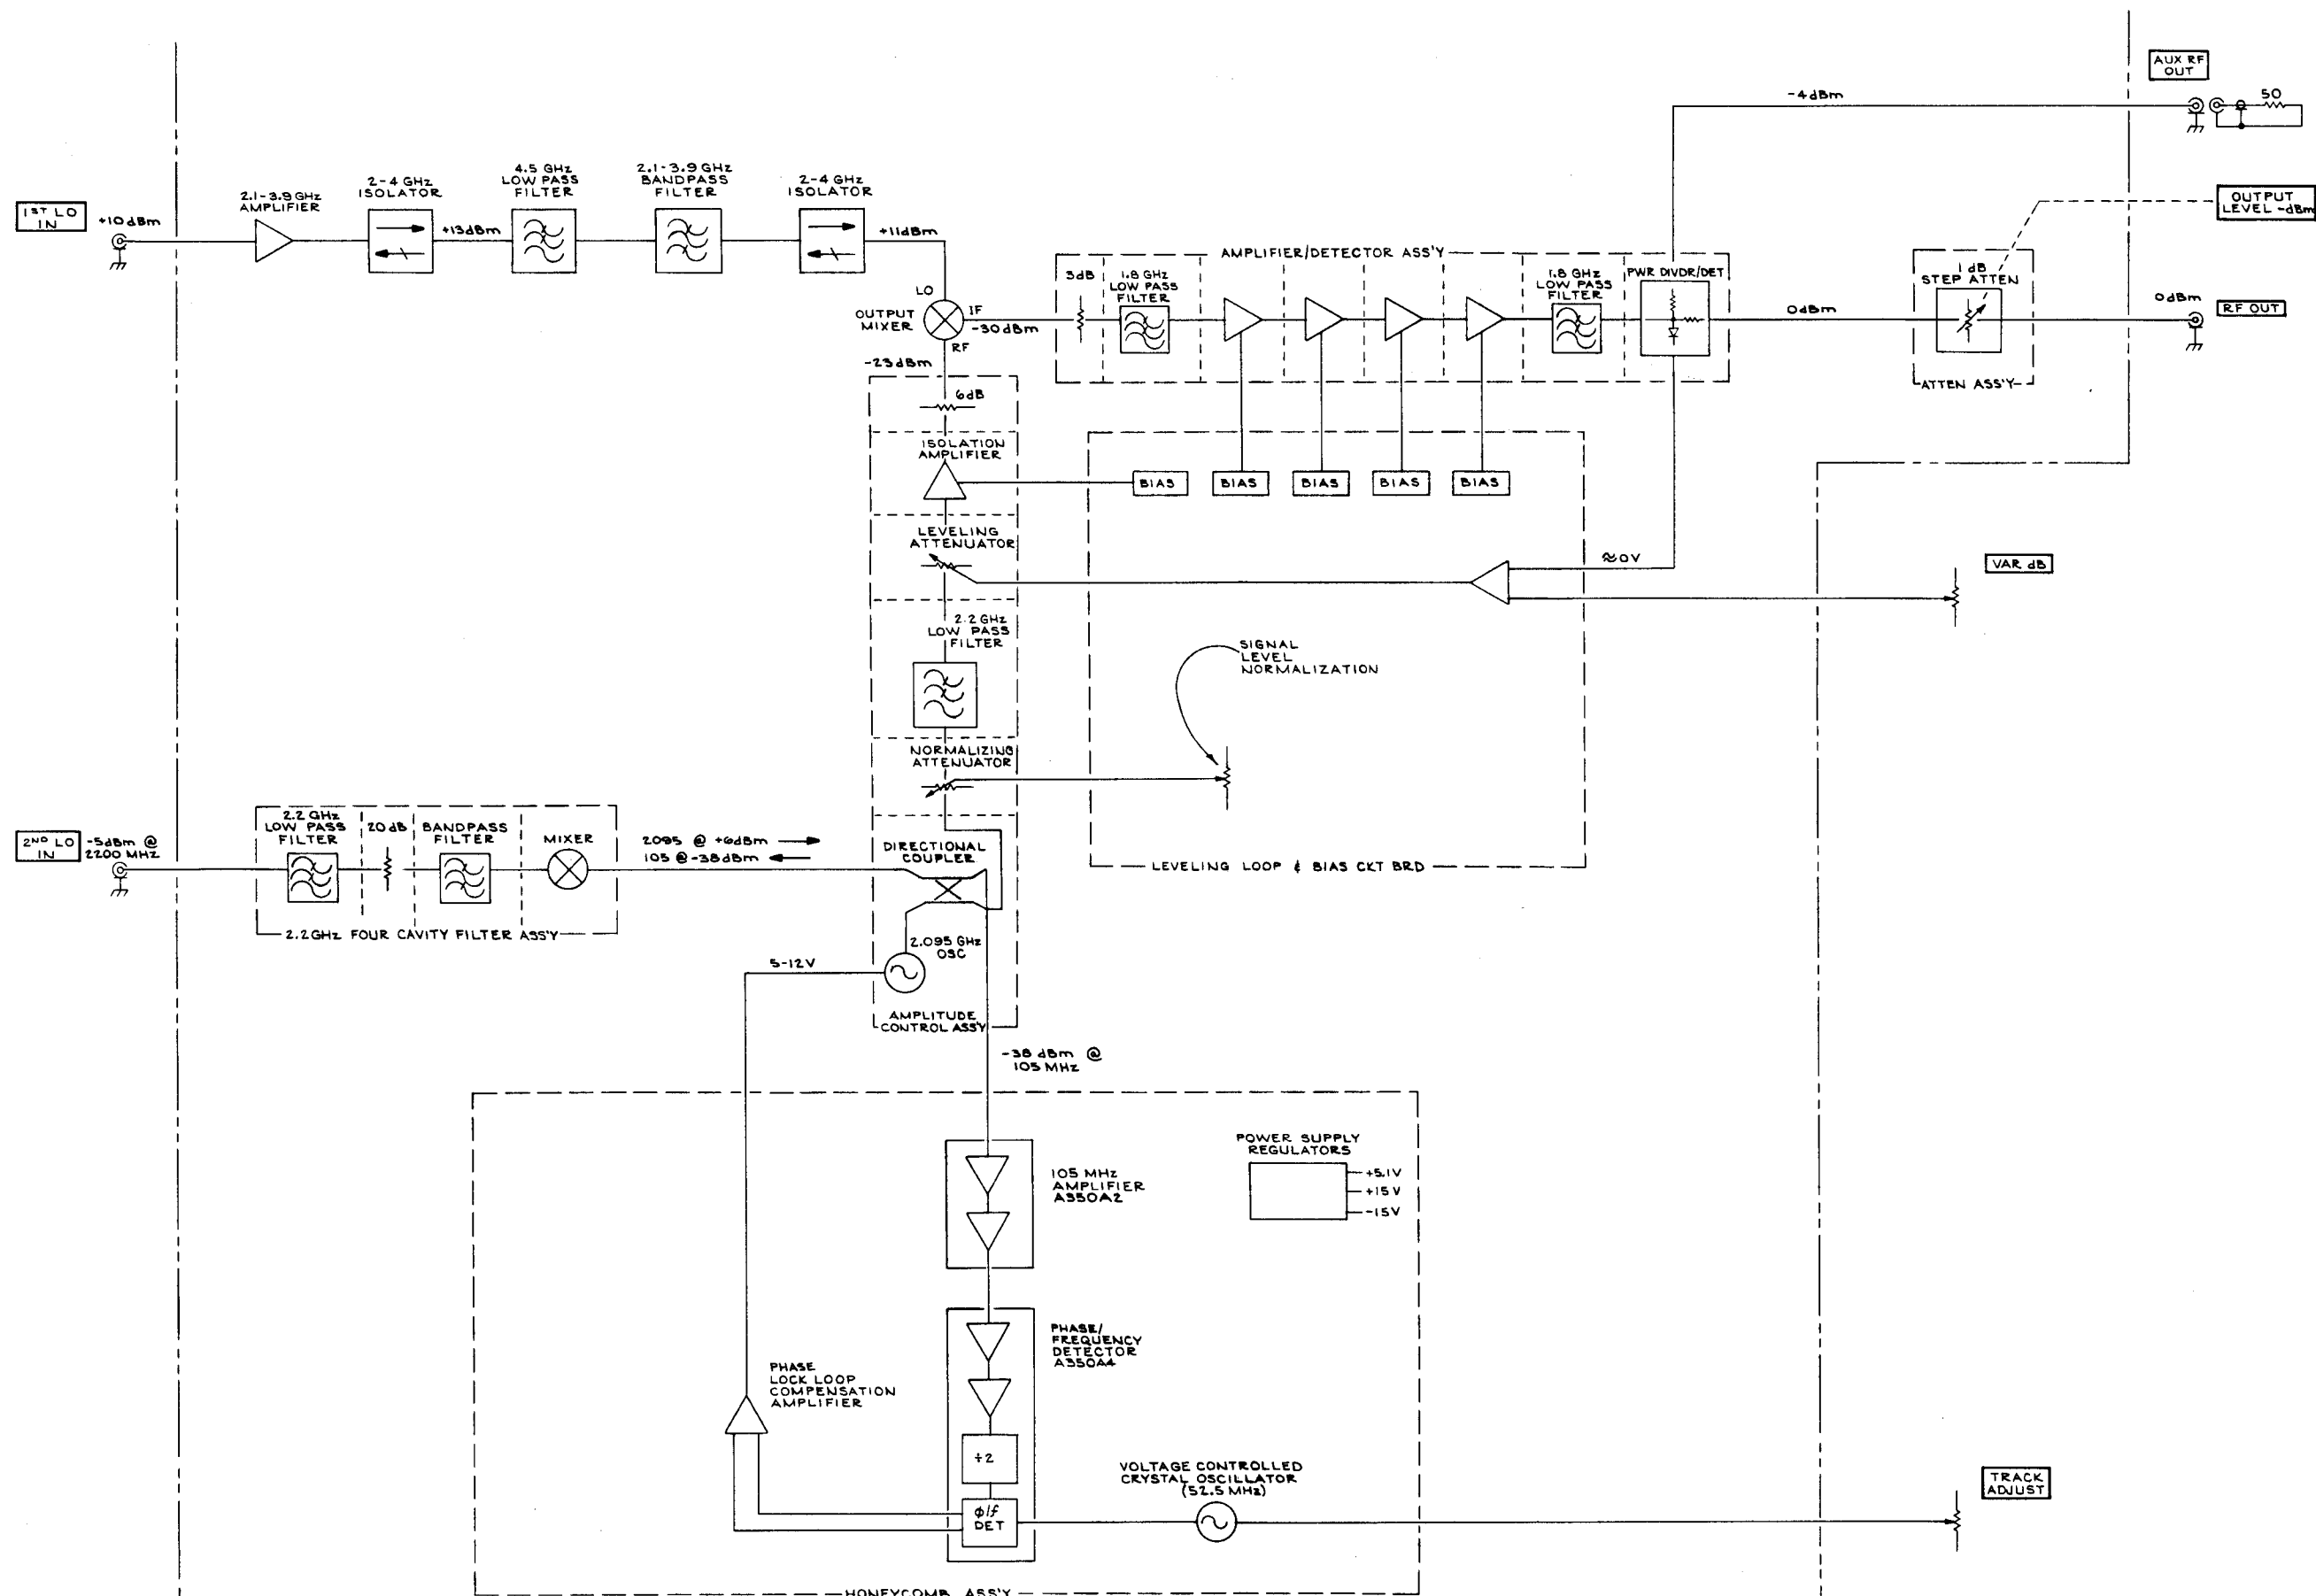 AUX RF
OUT
-4dBm
50
1ST LO
IN
+10dBm
2.1-3.9 GHz
AMPLIFIER
2-4 GHz
ISOLATOR
+13dBm
4.5 GHz
LOW PASS
FILTER
2.1-3.9 GHz
BANDPASS
FILTER
2-4 GHz
ISOLATOR
+11dBm
OUTPUT
LEVEL -dBm
LO
OUTPUT
MIXER
IF
-30dBm
RF
-23dBm
AMPLIFIER/DETECTOR ASS'Y
3dB
1.8 GHz
LOW PASS
FILTER
1.8 GHz
LOW PASS
FILTER
PWR DIVDR/DET
0dBm
1 dB
STEP ATTEN
ATTEN ASS'Y
0dBm
RF OUT
6dB
ISOLATION
AMPLIFIER
BIAS
BIAS
BIAS
BIAS
BIAS
LEVELING
ATTENUATOR
≈0V
VAR dB
2.2 GHz
LOW PASS
FILTER
SIGNAL
LEVEL
NORMALIZATION
NORMALIZING
ATTENUATOR
LEVELING LOOP & BIAS CKT BRD
2ND LO
IN
-5dBm @
2200 MHz
2.2 GHz
LOW PASS
FILTER
20dB
BANDPASS
FILTER
MIXER
2.2GHz FOUR CAVITY FILTER ASS'Y
2095 @ +6dBm
105 @ -38dBm
DIRECTIONAL
COUPLER
2.095 GHz
OSC
5-12V
AMPLITUDE
CONTROL ASS'Y
-38 dBm @
105 MHz
105 MHz
AMPLIFIER
A350A2
POWER SUPPLY
REGULATORS
+5.1V
+15V
-15V
PHASE/
FREQUENCY
DETECTOR
A350A4
PHASE
LOCK LOOP
COMPENSATION
AMPLIFIER
÷2
ϕ/f
DET
VOLTAGE CONTROLLED
CRYSTAL OSCILLATOR
(52.5 MHz)
TRACK
ADJUST
HONEYCOMB ASS'Y